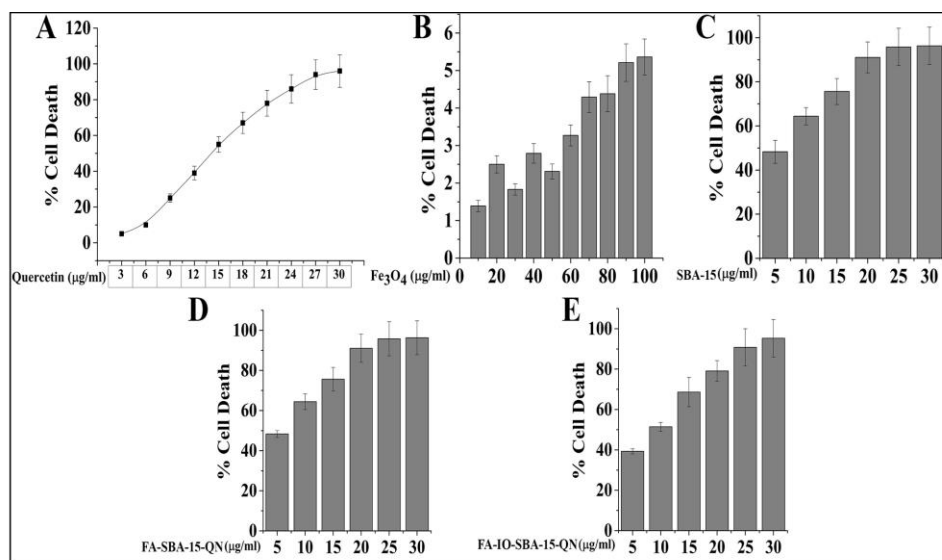 A
% Cell Death
120
100
80
60
40
20
0
Quercetin (µg/ml) 3 6 9 12 15 18 21 24 27 30
B
% Cell Death
6
5
4
3
2
1
0
Fe3O4 (µg/ml) 0 20 40 60 80 100
C
% Cell Death
100
80
60
40
20
0
SBA-15 (µg/ml) 5 10 15 20 25 30
D
% Cell Death
100
80
60
40
20
0
FA-SBA-15-QN (µg/ml) 5 10 15 20 25 30
E
% Cell Death
100
80
60
40
20
0
FA-IO-SBA-15-QN (µg/ml) 5 10 15 20 25 30